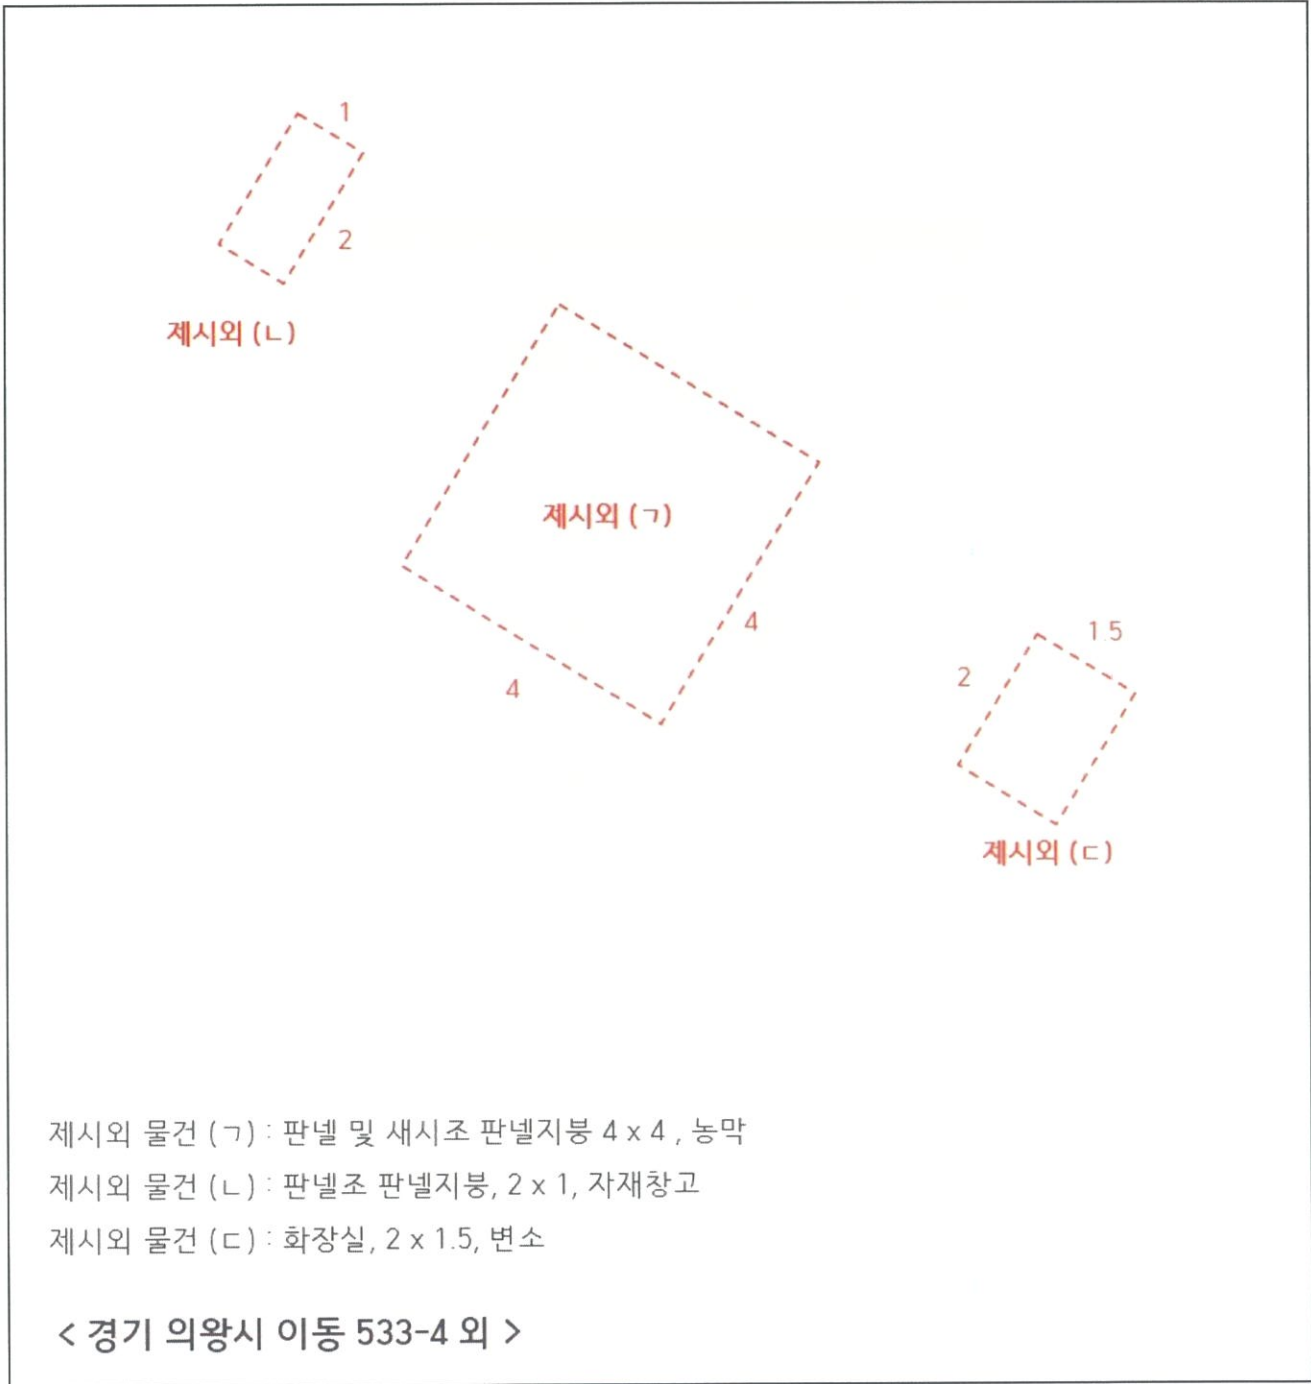 1
2
제시외 (ㄴ)
제시외 (ㄱ)
4
4
1.5
2
제시외 (ㄷ)
제시외 물건 (ㄱ) : 판넬 및 새시조 판넬지붕 4 x 4 , 농막
제시외 물건 (ㄴ) : 판넬조 판넬지붕, 2 x 1, 자재창고
제시외 물건 (ㄷ) : 화장실, 2 x 1.5, 변소
< 경기 의왕시 이동 533-4 외 >